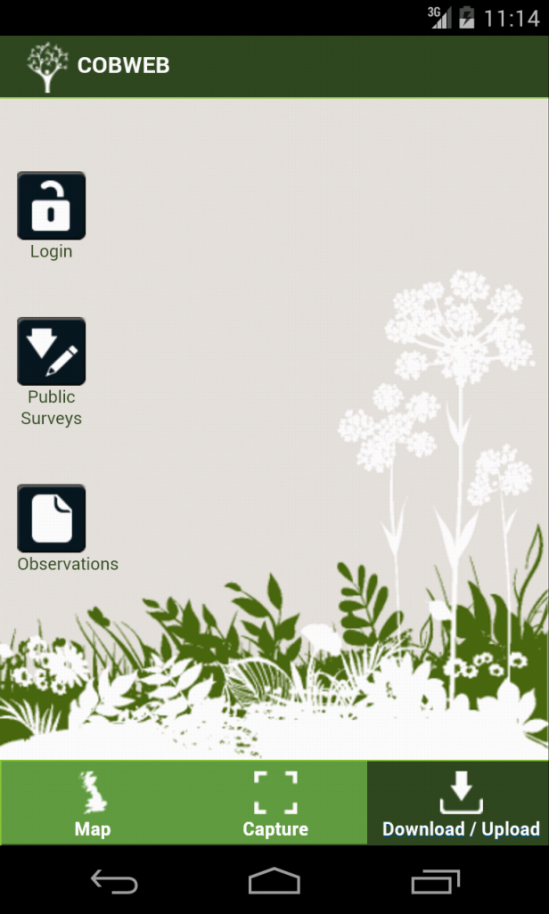 3G
11:14
COBWEB
Login
Public
Surveys
Observations
Map
Capture
Download / Upload